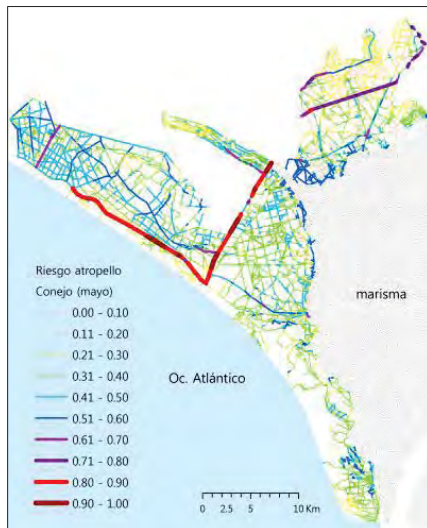 Riesgo atropello
Conejo (mayo)
0.00 - 0.10
0.11 - 0.20
0.21 - 0.30
0.31 - 0.40
0.41 - 0.50
0.51 - 0.60
0.61 - 0.70
0.71 - 0.80
0.80 - 0.90
0.90 - 1.00
marisma
Oc. Atlántico
0 2.5 5 10 Km